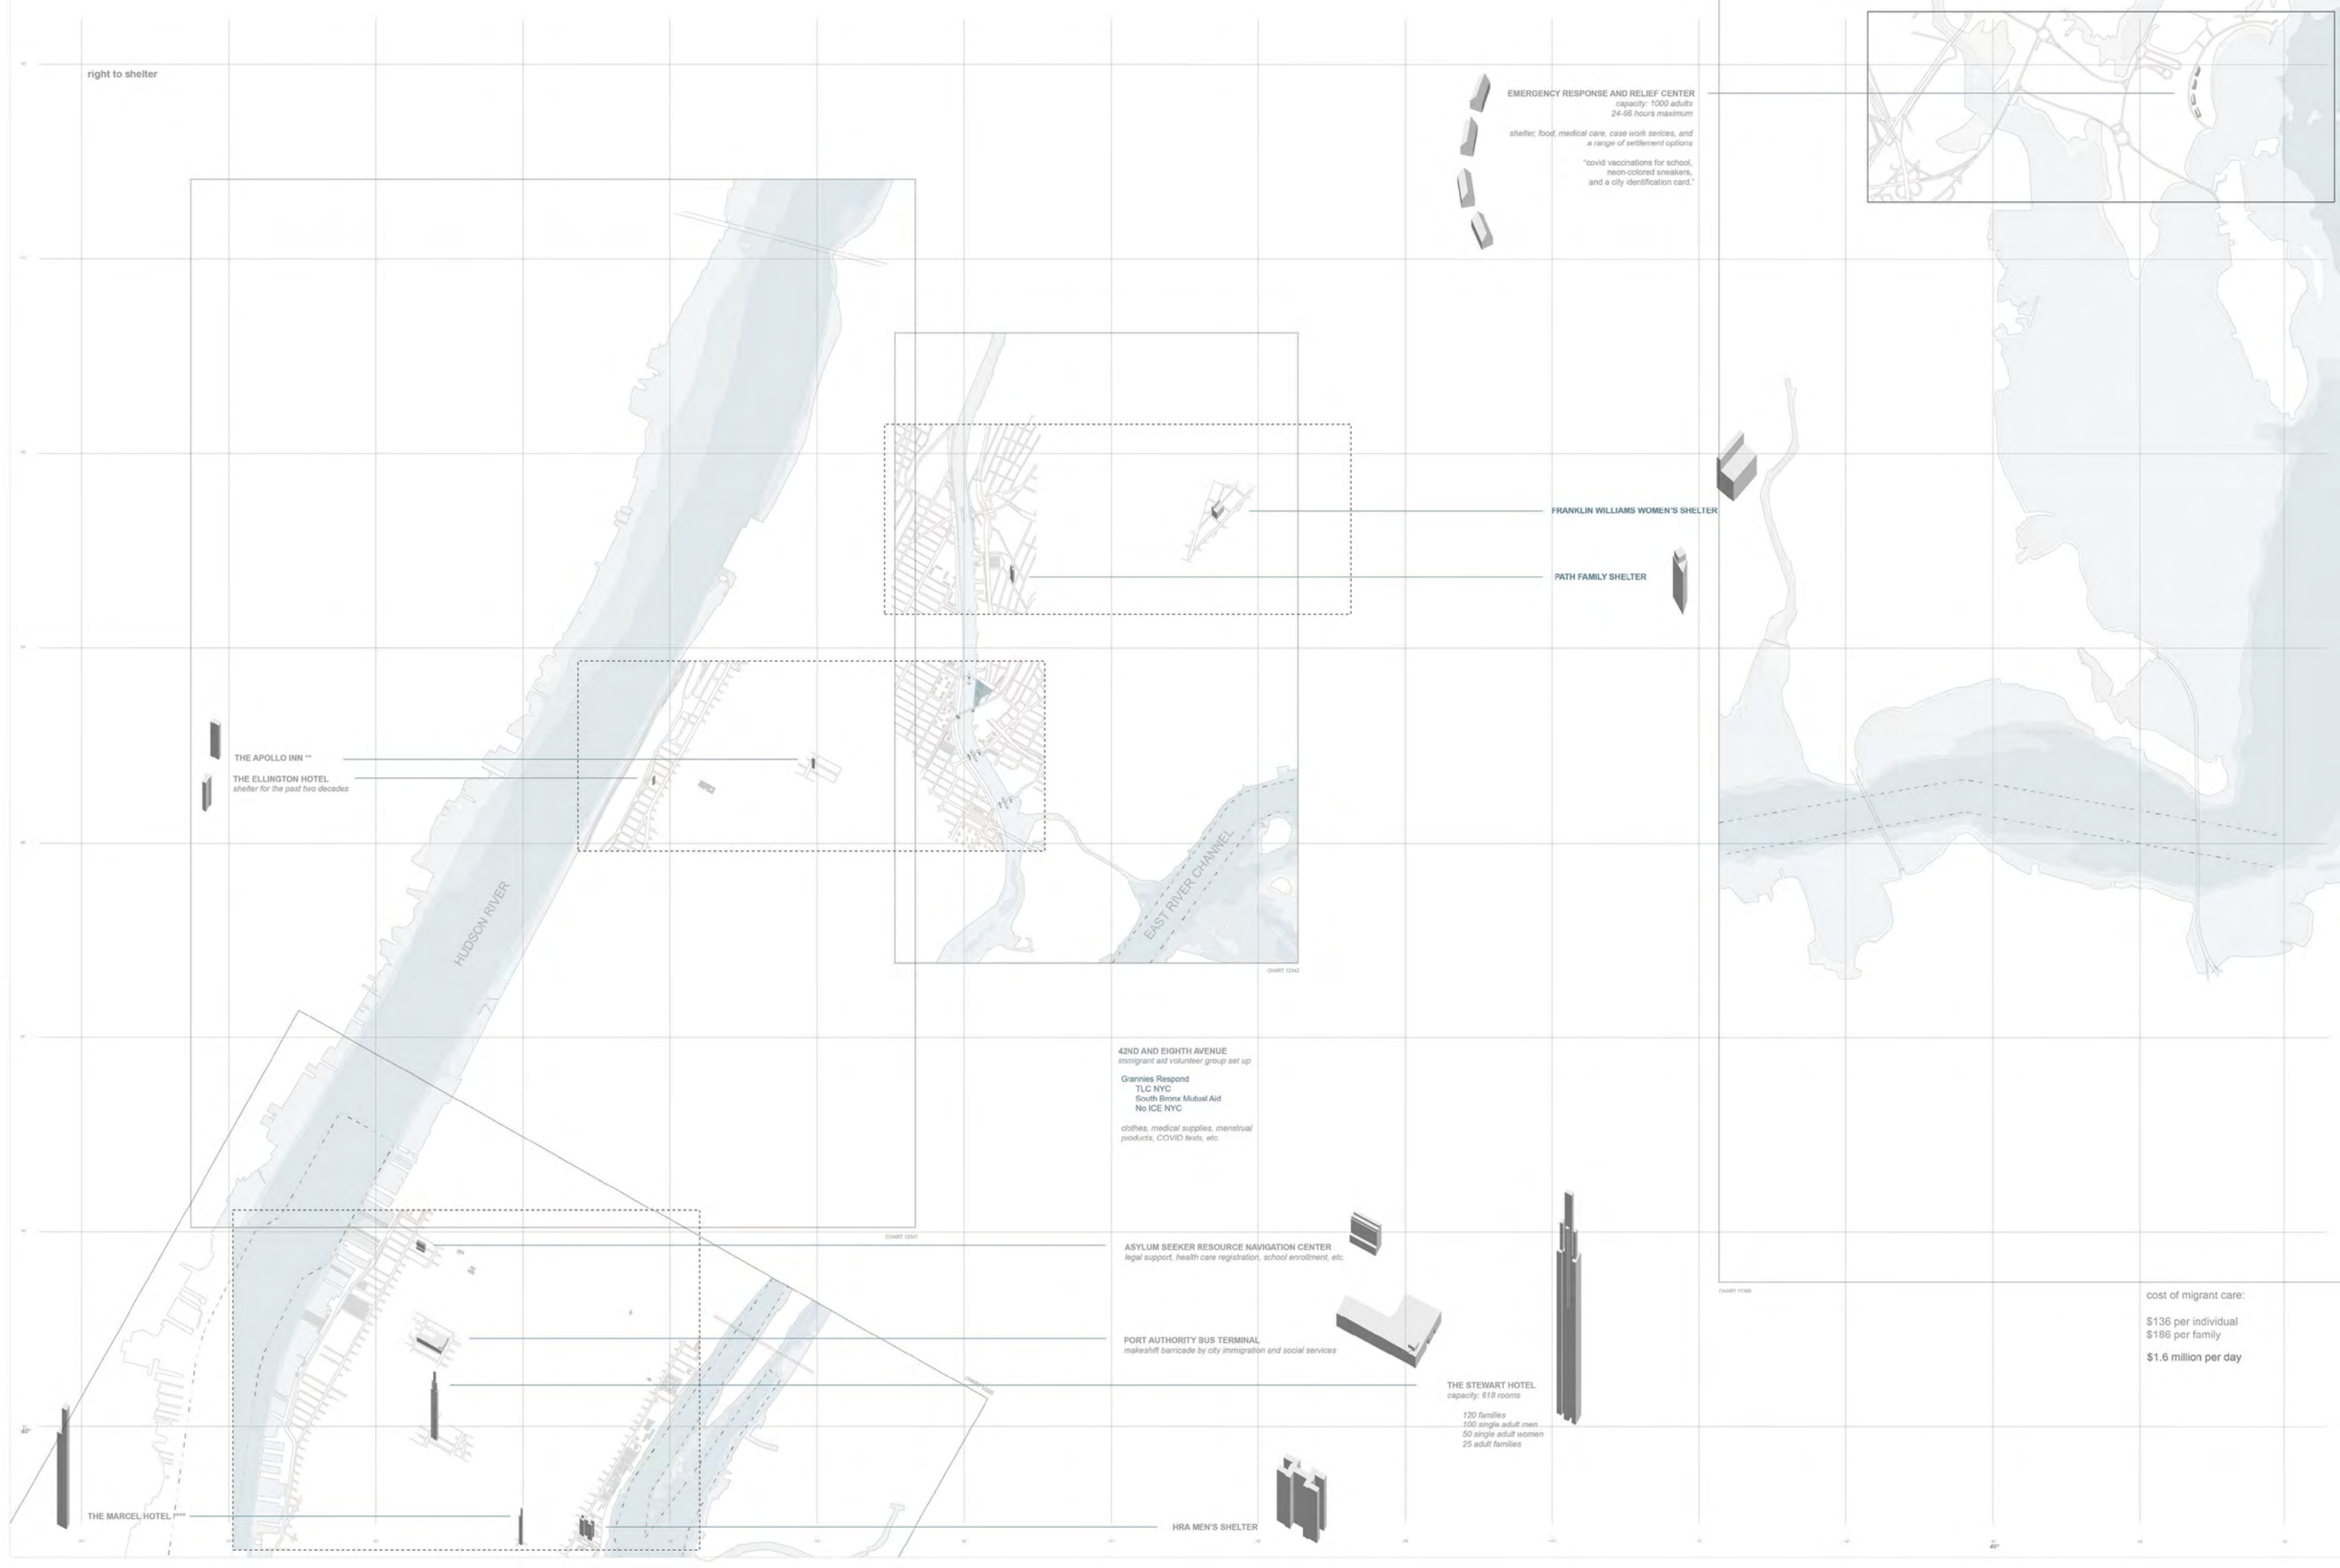 right to shelter
EMERGENCY RESPONSE AND RELIEF CENTER
capacity: 1000 adults
24-96 hours maximum
shelter, food, medical care, case work serices, and
a range of settlement options
"covid vaccinations for school,
neon-colored sneakers,
and a city identification card."
FRANKLIN WILLIAMS WOMEN'S SHELTER
PATH FAMILY SHELTER
THE APOLLO INN **
THE ELLINGTON HOTEL
shelter for the past two decades
HUDSON RIVER
EAST RIVER CHANNEL
CHART 12342
42ND AND EIGHTH AVENUE
immigrant aid volunteer group set up
Grannies Respond
TLC NYC
South Bronx Mutual Aid
No ICE NYC
clothes, medical supplies, menstrual
products, COVID tests, etc.
CHART
ASYLUM SEEKER RESOURCE NAVIGATION CENTER
legal support, health care registration, school enrollment, etc.
CHART
cost of migrant care:
$136 per individual
$186 per family
$1.6 million per day
PORT AUTHORITY BUS TERMINAL
makeshift barricade by city immigration and social services
THE STEWART HOTEL
capacity: 618 rooms
120 families
100 single adult men
50 single adult women
25 adult families
40°
THE MARCEL HOTEL
HRA MEN'S SHELTER